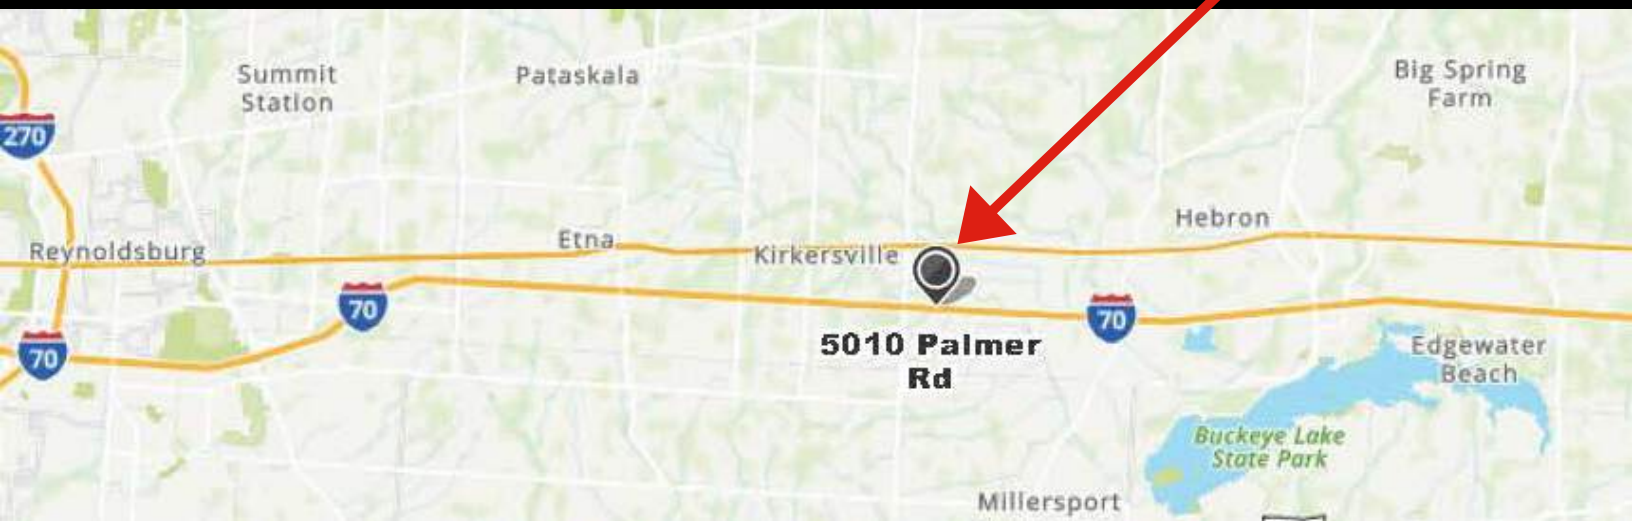 Summit
Station
Pataskala
Big Spring
Farm
270
Hebron
Etna
Reynoldsburg
Kirkersville
70
70
70
5010 Palmer
Rd
Edgewater
Beach
Buckeye Lake
State Park
Millersport